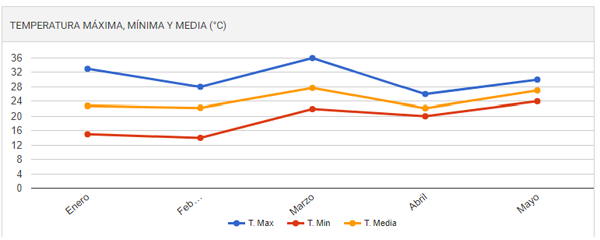 TEMPERATURA MÁXIMA, MÍNIMA Y MEDIA (°C)
36
32
28
24
20
16
12
8
4
0
Enero
Feb…
Marzo
Abril
Mayo
T. Max T. Min T. Media